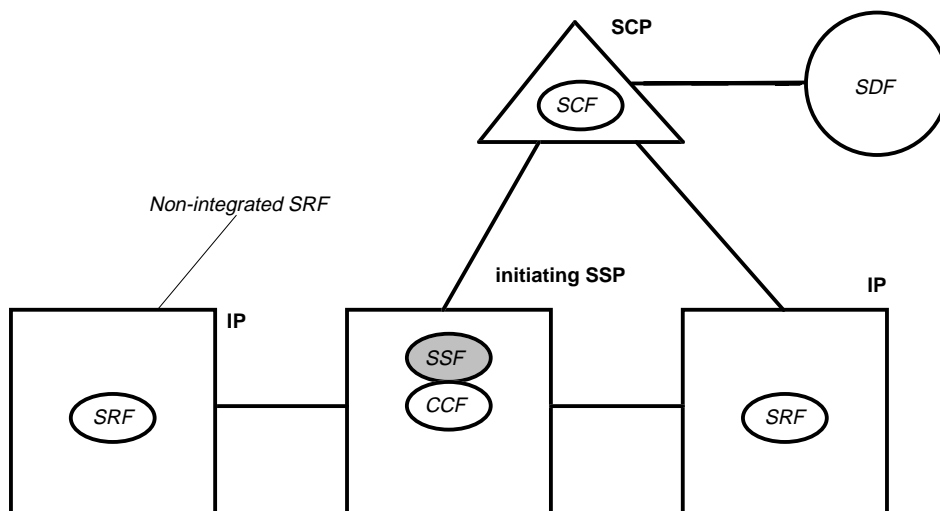 SCP
SCF
SDF
Non-integrated SRF
initiating SSP
IP
IP
SSF
SRF
CCF
SRF